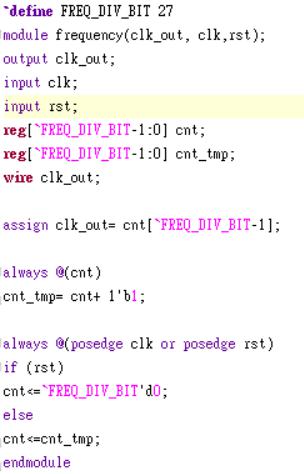 `define FREQ_DIV_BIT 27
module frequency(clk_out, clk,rst);
output clk_out;
input clk;
input rst;
reg[`FREQ_DIV_BIT-1:0] cnt;
reg[`FREQ_DIV_BIT-1:0] cnt_tmp;
wire clk_out;
assign clk_out= cnt[`FREQ_DIV_BIT-1];
always @(cnt)
cnt_tmp= cnt+ 1'b1;
always @(posedge clk or posedge rst)
if (rst)
cnt<=`FREQ_DIV_BIT'd0;
else
cnt<=cnt_tmp;
endmodule